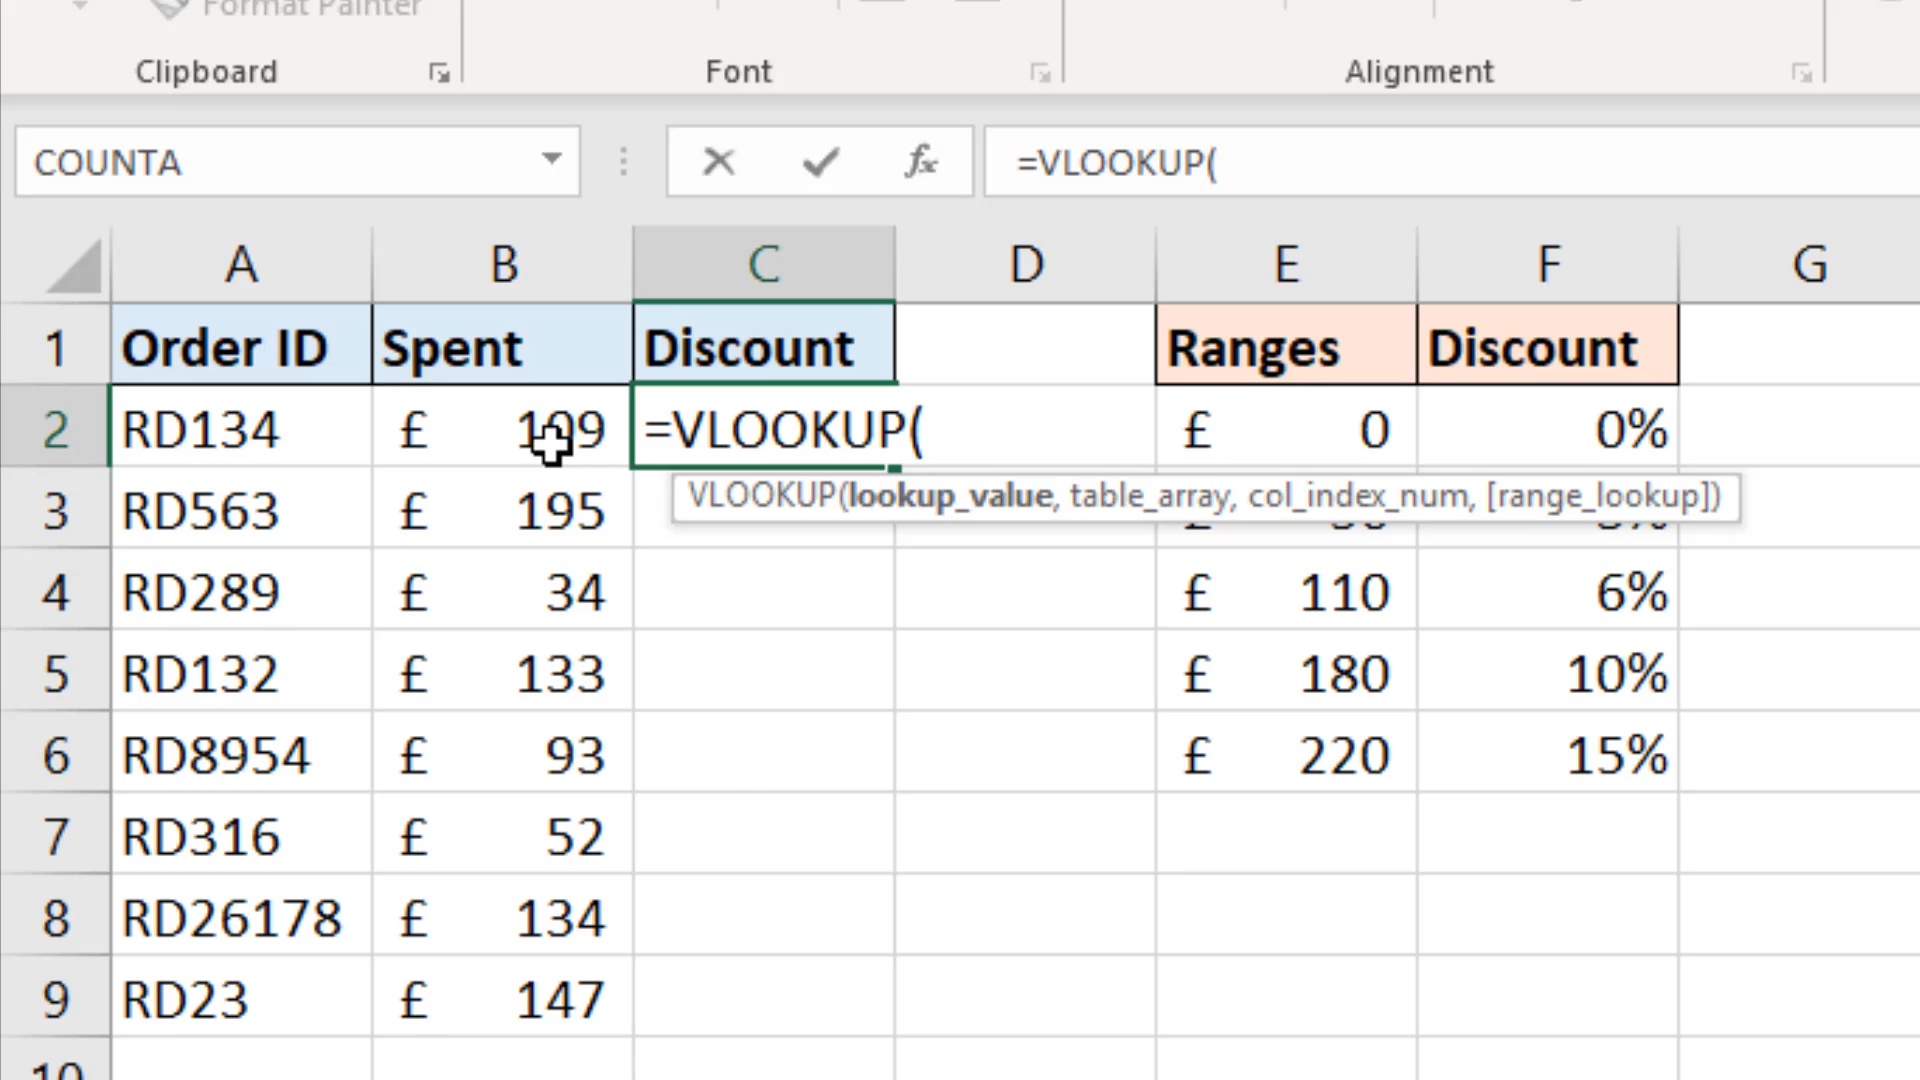 Format Painter
Clipboard Font Alignment
COUNTA fx =VLOOKUP(
A B C D E F G
1 Order ID Spent Discount Ranges Discount
2 RD134 £ =VLOOKUP( £ 0 0%
VLOOKUP(lookup_value, table_array, col_index_num, [range_lookup])
3 RD563 £ 195
4 RD289 £ 34 £ 110 6%
5 RD132 £ 133 £ 180 10%
6 RD8954 £ 93 £ 220 15%
7 RD316 £ 52
8 RD26178 £ 134
9 RD23 £ 147
10